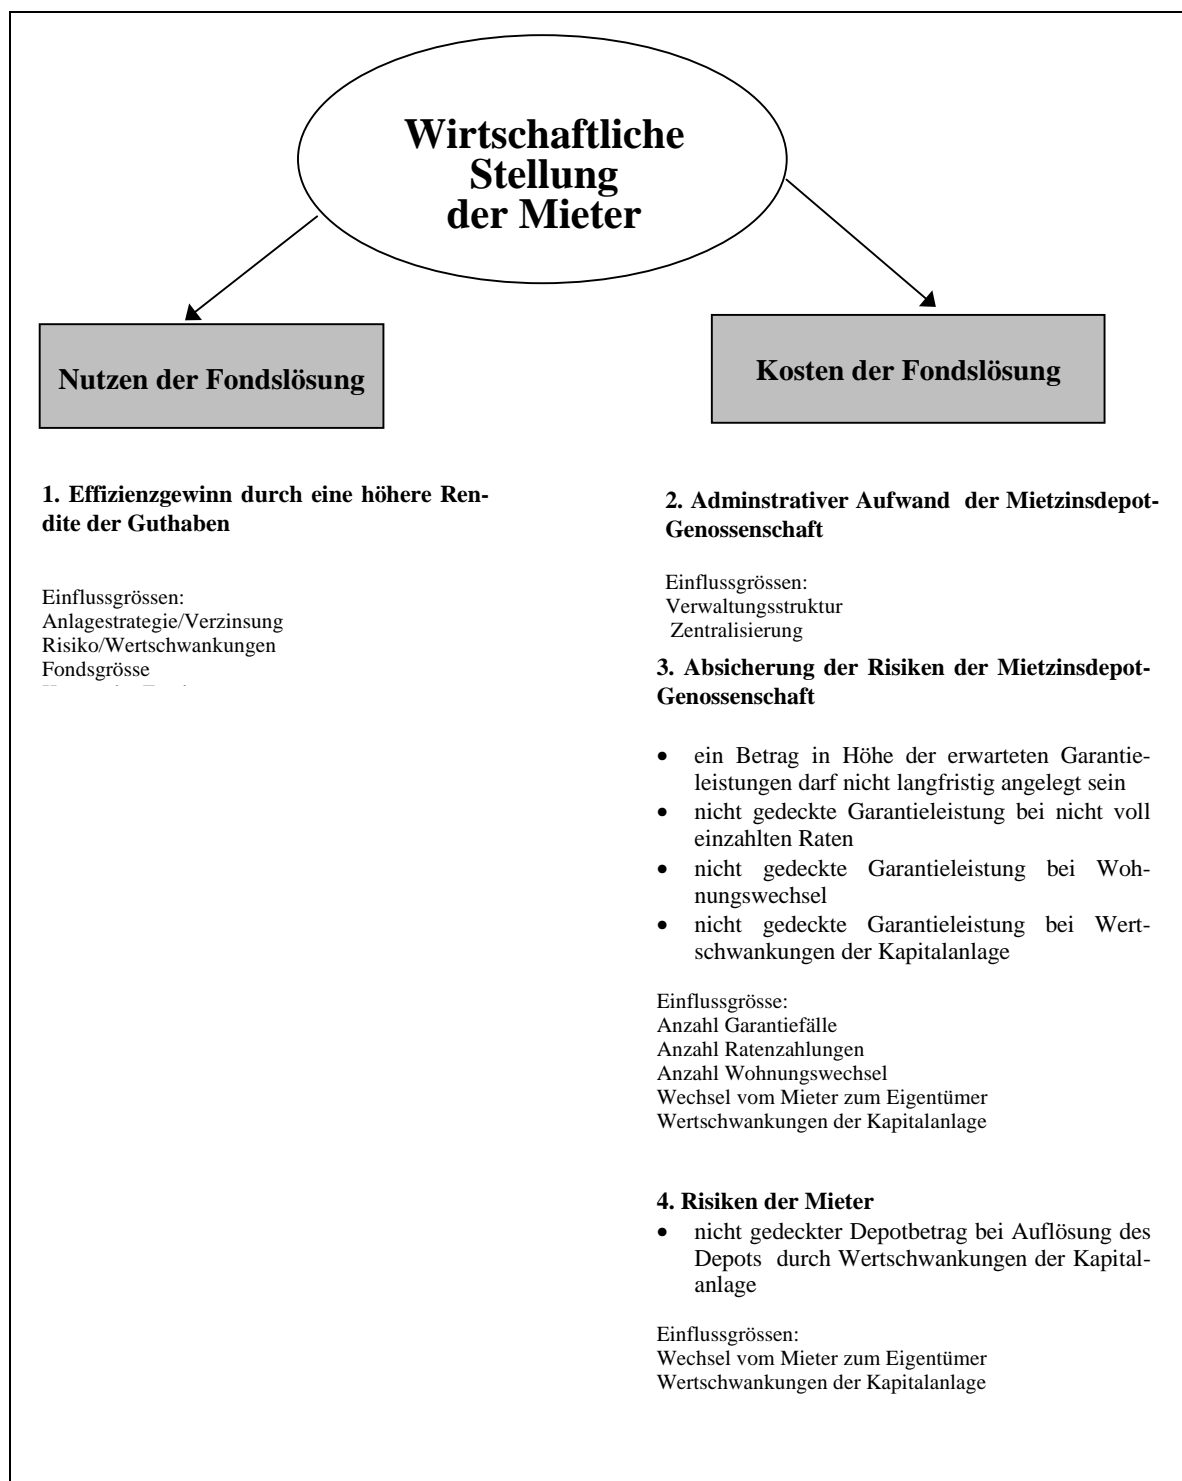 Wirtschaftliche
Stellung
der Mieter
Nutzen der Fondslösung
Kosten der Fondslösung
1. Effizienzgewinn durch eine höhere Ren-
dite der Guthaben
Einflussgrössen:
Anlagestrategie/Verzinsung
Risiko/Wertschwankungen
Fondsgrösse
2. Adminstrativer Aufwand der Mietzinsdepot-
Genossenschaft
Einflussgrössen:
Verwaltungsstruktur
Zentralisierung
3. Absicherung der Risiken der Mietzinsdepot-
Genossenschaft
• ein Betrag in Höhe der erwarteten Garantie-
leistungen darf nicht langfristig angelegt sein
• nicht gedeckte Garantieleistung bei nicht voll
einzahlten Raten
• nicht gedeckte Garantieleistung bei Woh-
nungswechsel
• nicht gedeckte Garantieleistung bei Wert-
schwankungen der Kapitalanlage
Einflussgrösse:
Anzahl Garantiefälle
Anzahl Ratenzahlungen
Anzahl Wohnungswechsel
Wechsel vom Mieter zum Eigentümer
Wertschwankungen der Kapitalanlage
4. Risiken der Mieter
• nicht gedeckter Depotbetrag bei Auflösung des
Depots durch Wertschwankungen der Kapital-
anlage
Einflussgrössen:
Wechsel vom Mieter zum Eigentümer
Wertschwankungen der Kapitalanlage